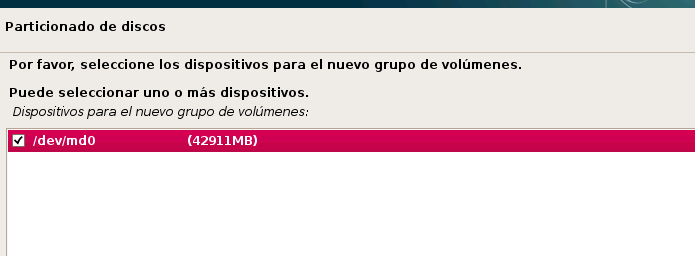 Particionado de discos
Por favor, seleccione los dispositivos para el nuevo grupo de volúmenes.
Puede seleccionar uno o más dispositivos.
Dispositivos para el nuevo grupo de volúmenes:
/dev/md0 (42911MB)